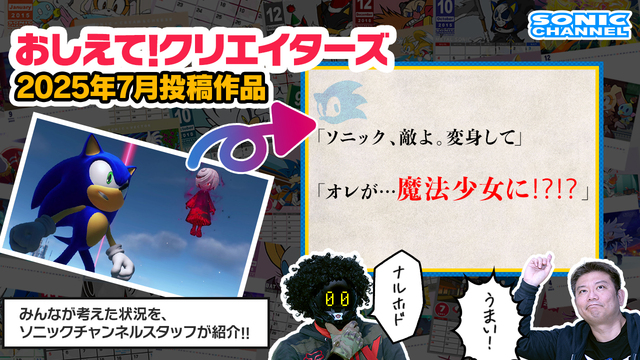 おしえて!クリエイターズ
SONIC
CHANNEL
2025年7月投稿作品
「ソニック、敵よ。変身して」
「オレが…魔法少女に!?!?」
00
ナルホド
うまい!
みんなが考えた状況を、
ソニックチャンネルスタッフが紹介!!